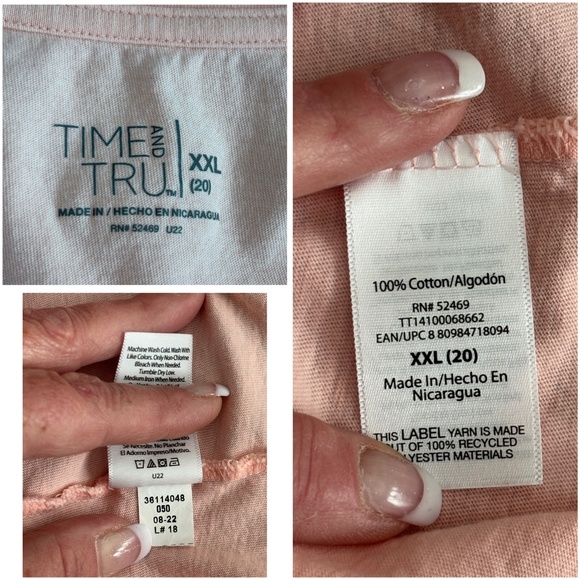 TIME AND TRU™
XXL
(20)
MADE IN / HECHO EN NICARAGUA
RN# 52469 U22
100% Cotton/Algodón
RN# 52469
TT14100068662
EAN/UPC 8 80984718094
XXL (20)
Made In/Hecho En
Nicaragua
THIS LABEL YARN IS MADE
OUT OF 100% RECYCLED
POLYESTER MATERIALS
Machine Wash Cold. Wash With
Like Colors. Only Non-Chlorine
Bleach When Needed.
Tumble Dry Low.
Medium Iron When Needed.
Se Necesite. No Planchar
El Adorno Impreso/Motivo.
U22
36114048
050
08-22
L# 18